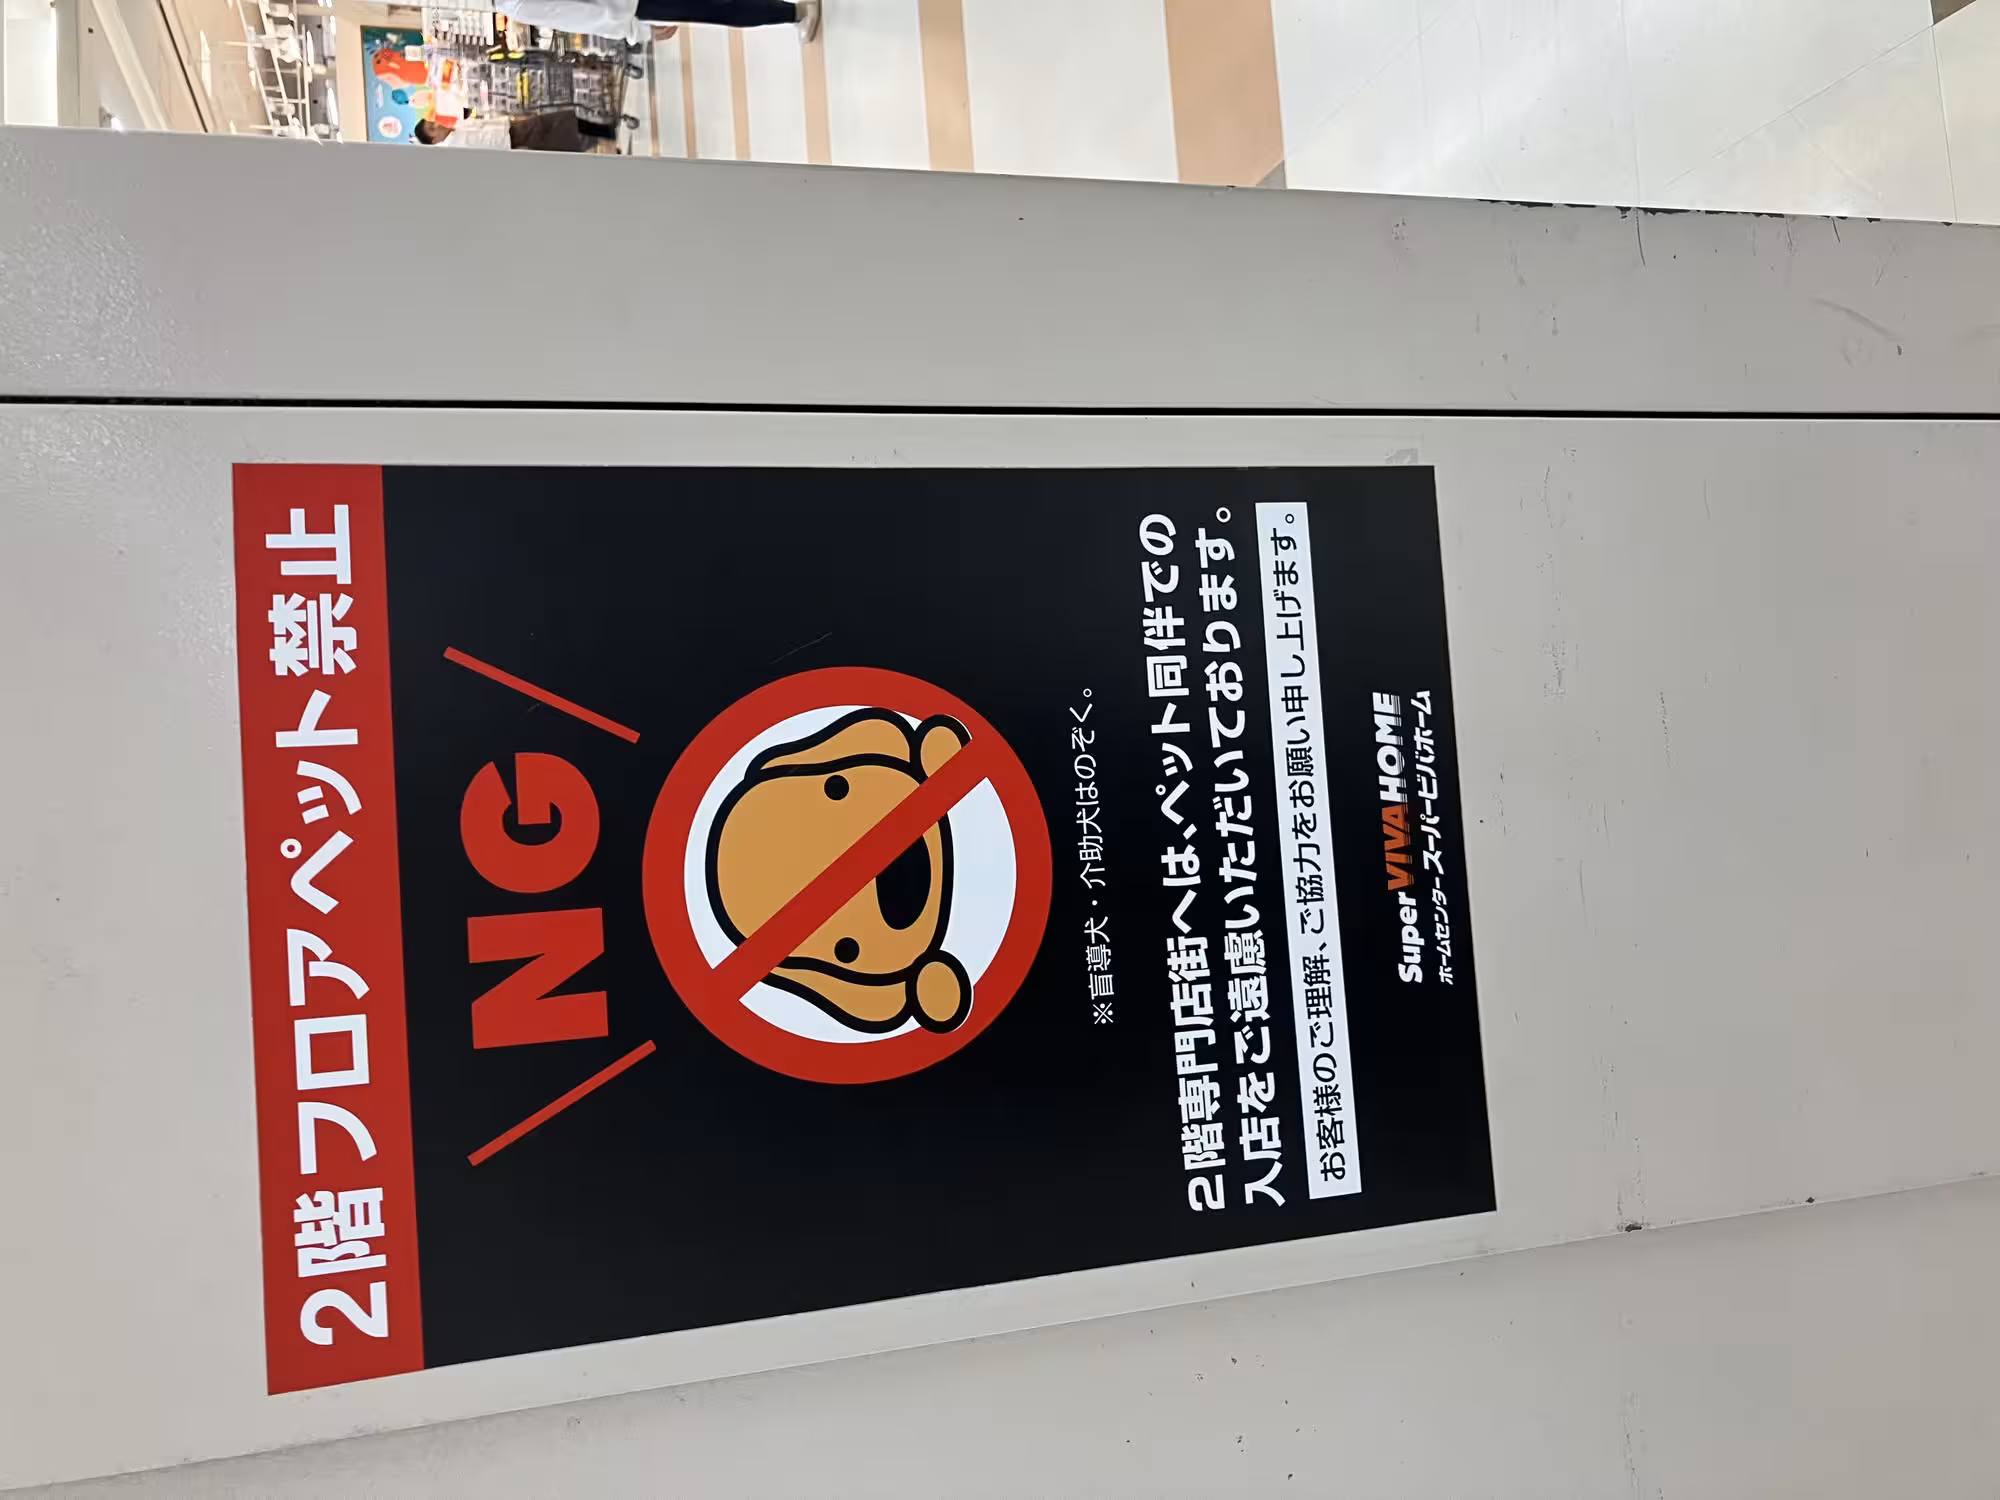 2階フロアペット禁止
NG
※盲導犬・介助犬はのぞく。
2階専門店街へは、ペット同伴での
入店をご遠慮いただいております。
お客様のご理解、ご協力をお願い申し上げます。
Super VIVA HOME
ホームセンター スーパービバホーム